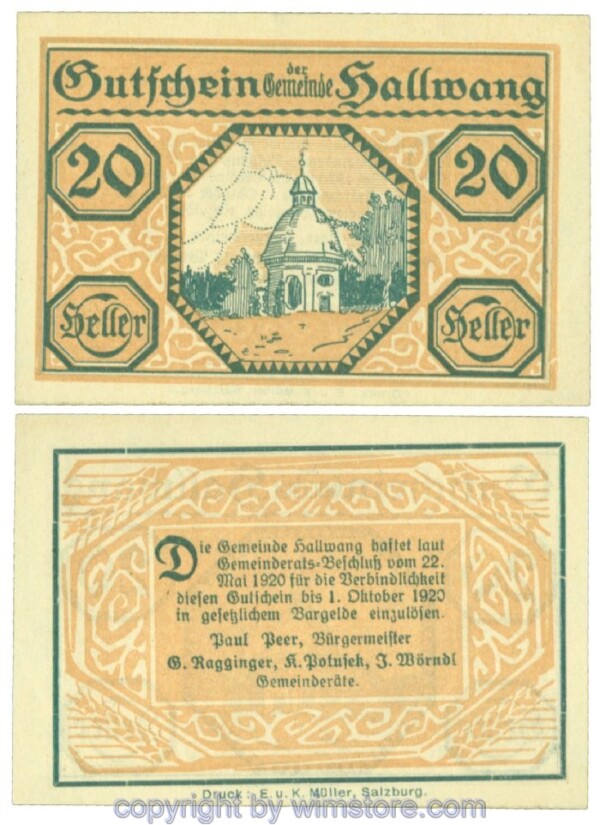 Gutschein der Gemeinde Hallwang
20 20
Heller Heller
Die Gemeinde Hallwang haftet laut
Gemeinderats-Beschluß vom 22.
Mai 1920 für die Verbindlichkeit
diesen Gutschein bis 1. Oktober 1920
in gesetzlichem Bargelde einzulösen.
Paul Peer, Bürgermeister
G. Ragginger, K. Potusek, J. Wörndl
Gemeinderäte.
Druck: E. u. K. Müller, Salzburg.
copyright by wimstore.com